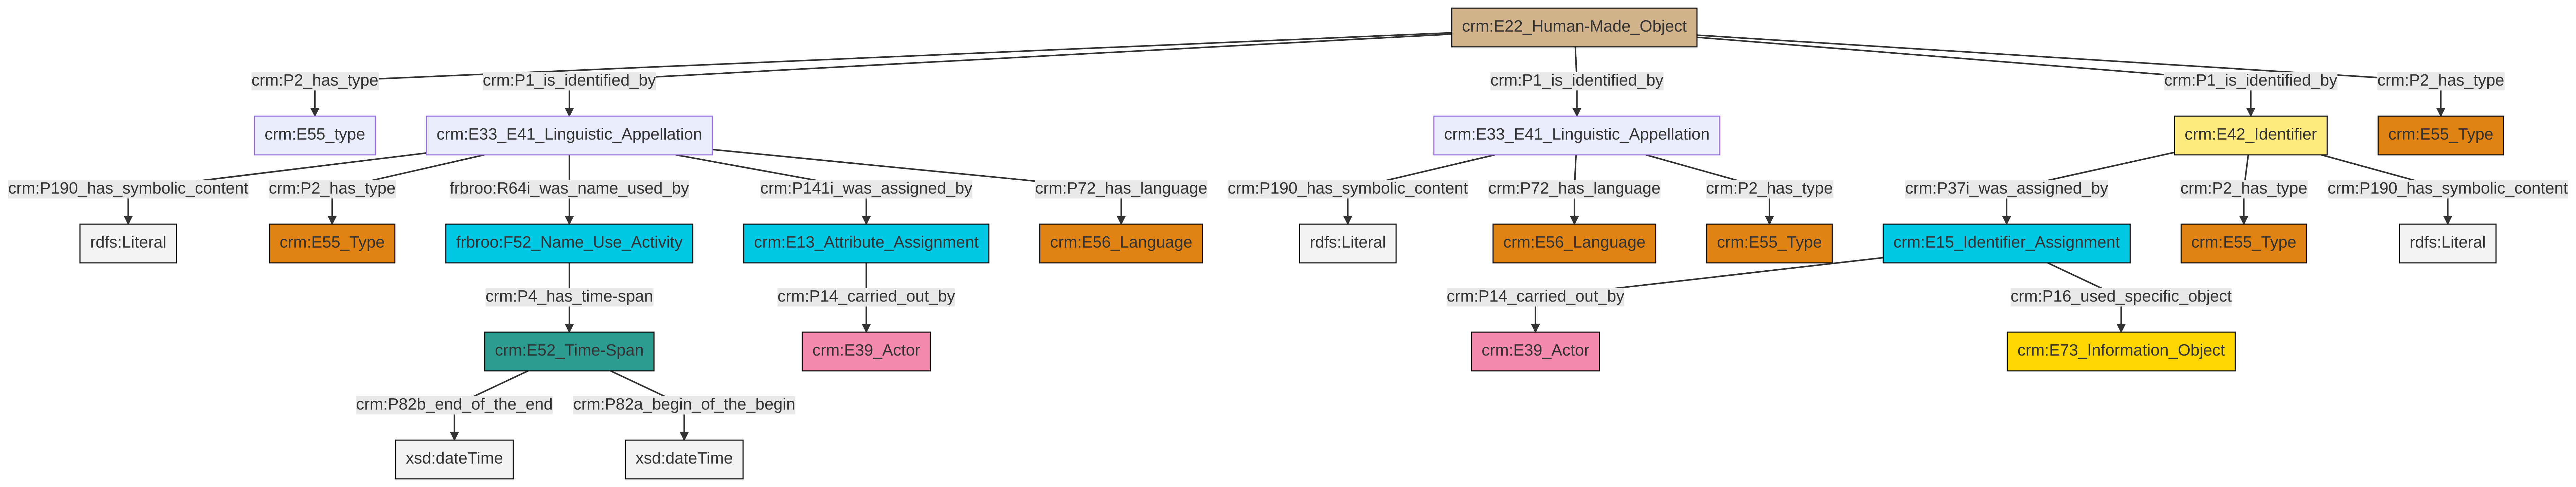 crm:E22_Human-Made_Object
crm:P2_has_type
crm:P1_is_identified_by
crm:P1_is_identified_by
crm:P1_is_identified_by
crm:P2_has_type
crm:E55_type
crm:E33_E41_Linguistic_Appellation
crm:E33_E41_Linguistic_Appellation
crm:E42_Identifier
crm:E55_Type
crm:P190_has_symbolic_content
crm:P2_has_type
frbroo:R64i_was_name_used_by
crm:P141i_was_assigned_by
crm:P72_has_language
crm:P190_has_symbolic_content
crm:P72_has_language
crm:P2_has_type
crm:P37i_was_assigned_by
crm:P2_has_type
crm:P190_has_symbolic_content
rdfs:Literal
crm:E55_Type
frbroo:F52_Name_Use_Activity
crm:E13_Attribute_Assignment
crm:E56_Language
rdfs:Literal
crm:E56_Language
crm:E55_Type
crm:E15_Identifier_Assignment
crm:E55_Type
rdfs:Literal
crm:P4_has_time-span
crm:P14_carried_out_by
crm:P14_carried_out_by
crm:P16_used_specific_object
crm:E52_Time-Span
crm:E39_Actor
crm:E39_Actor
crm:E73_Information_Object
crm:P82b_end_of_the_end
crm:P82a_begin_of_the_begin
xsd:dateTime
xsd:dateTime